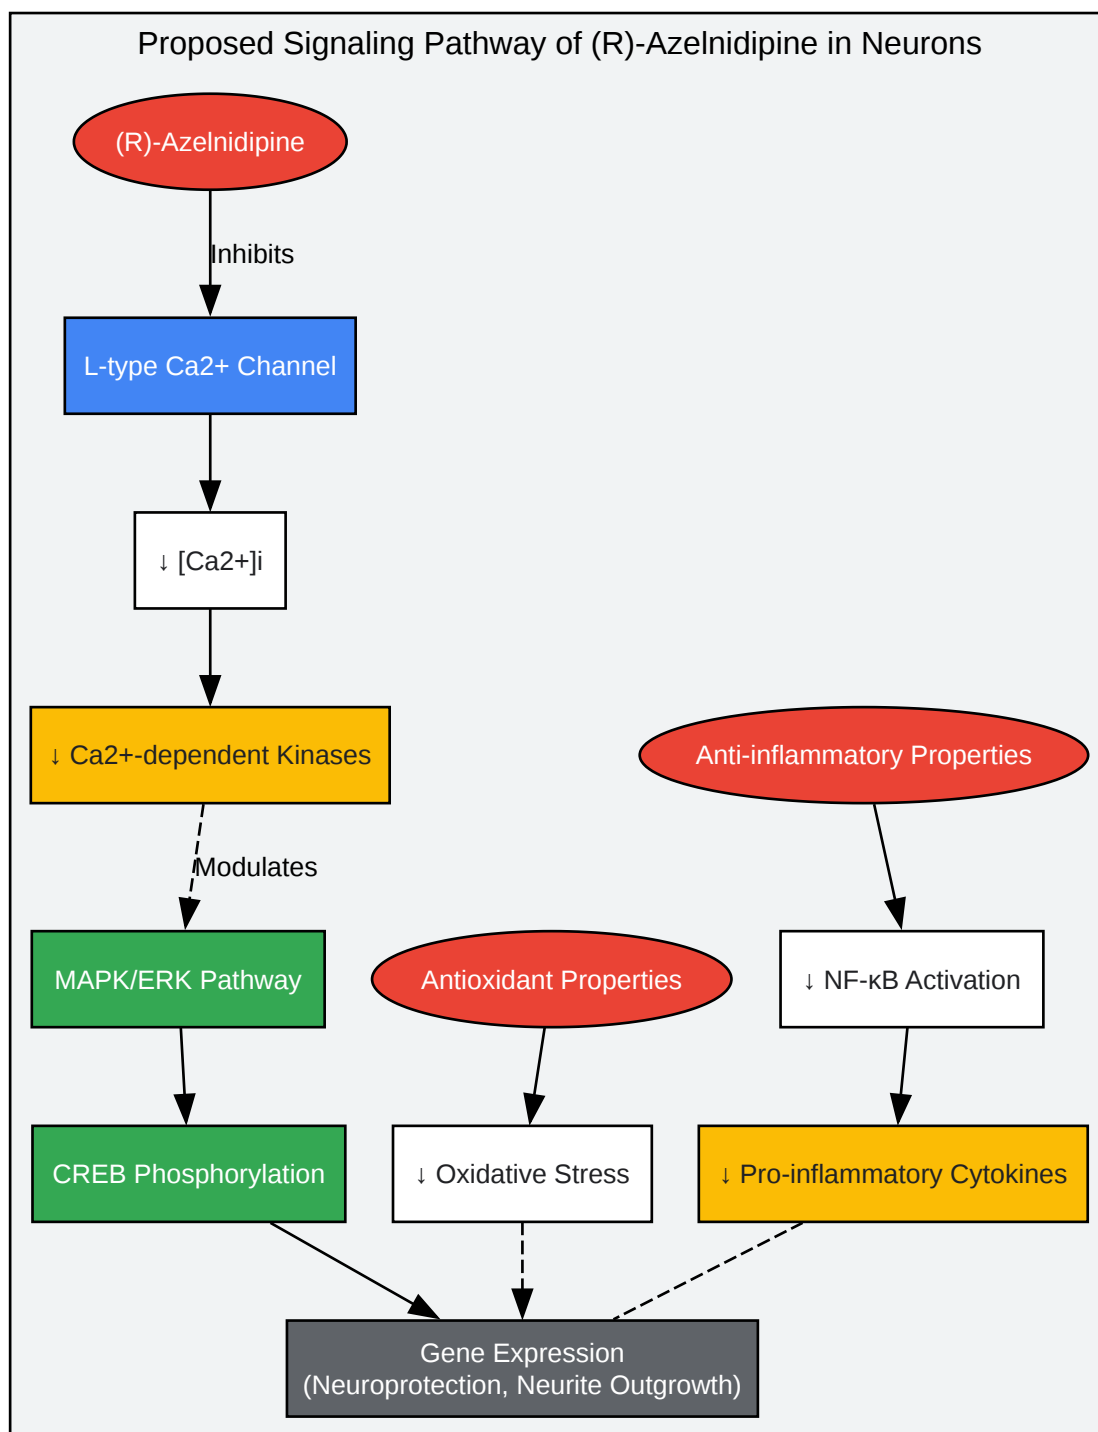 Proposed Signaling Pathway of (R)-Azelnidipine in Neurons
(R)-Azelnidipine
Inhibits
L-type Ca2+ Channel
↓ [Ca2+]i
↓ Ca2+-dependent Kinases
Anti-inflammatory Properties
Modulates
MAPK/ERK Pathway
Antioxidant Properties
↓ NF-κB Activation
CREB Phosphorylation
↓ Oxidative Stress
↓ Pro-inflammatory Cytokines
Gene Expression
(Neuroprotection, Neurite Outgrowth)